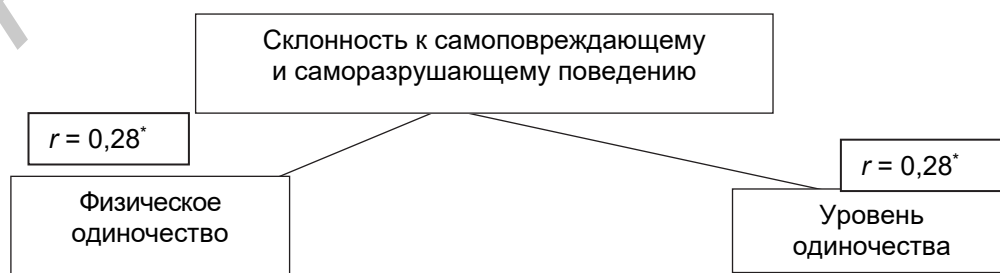 Склонность к самоповреждающему
и саморазрушающему поведению
r = 0,28*
r = 0,28*
Физическое
одиночество
Уровень
одиночества